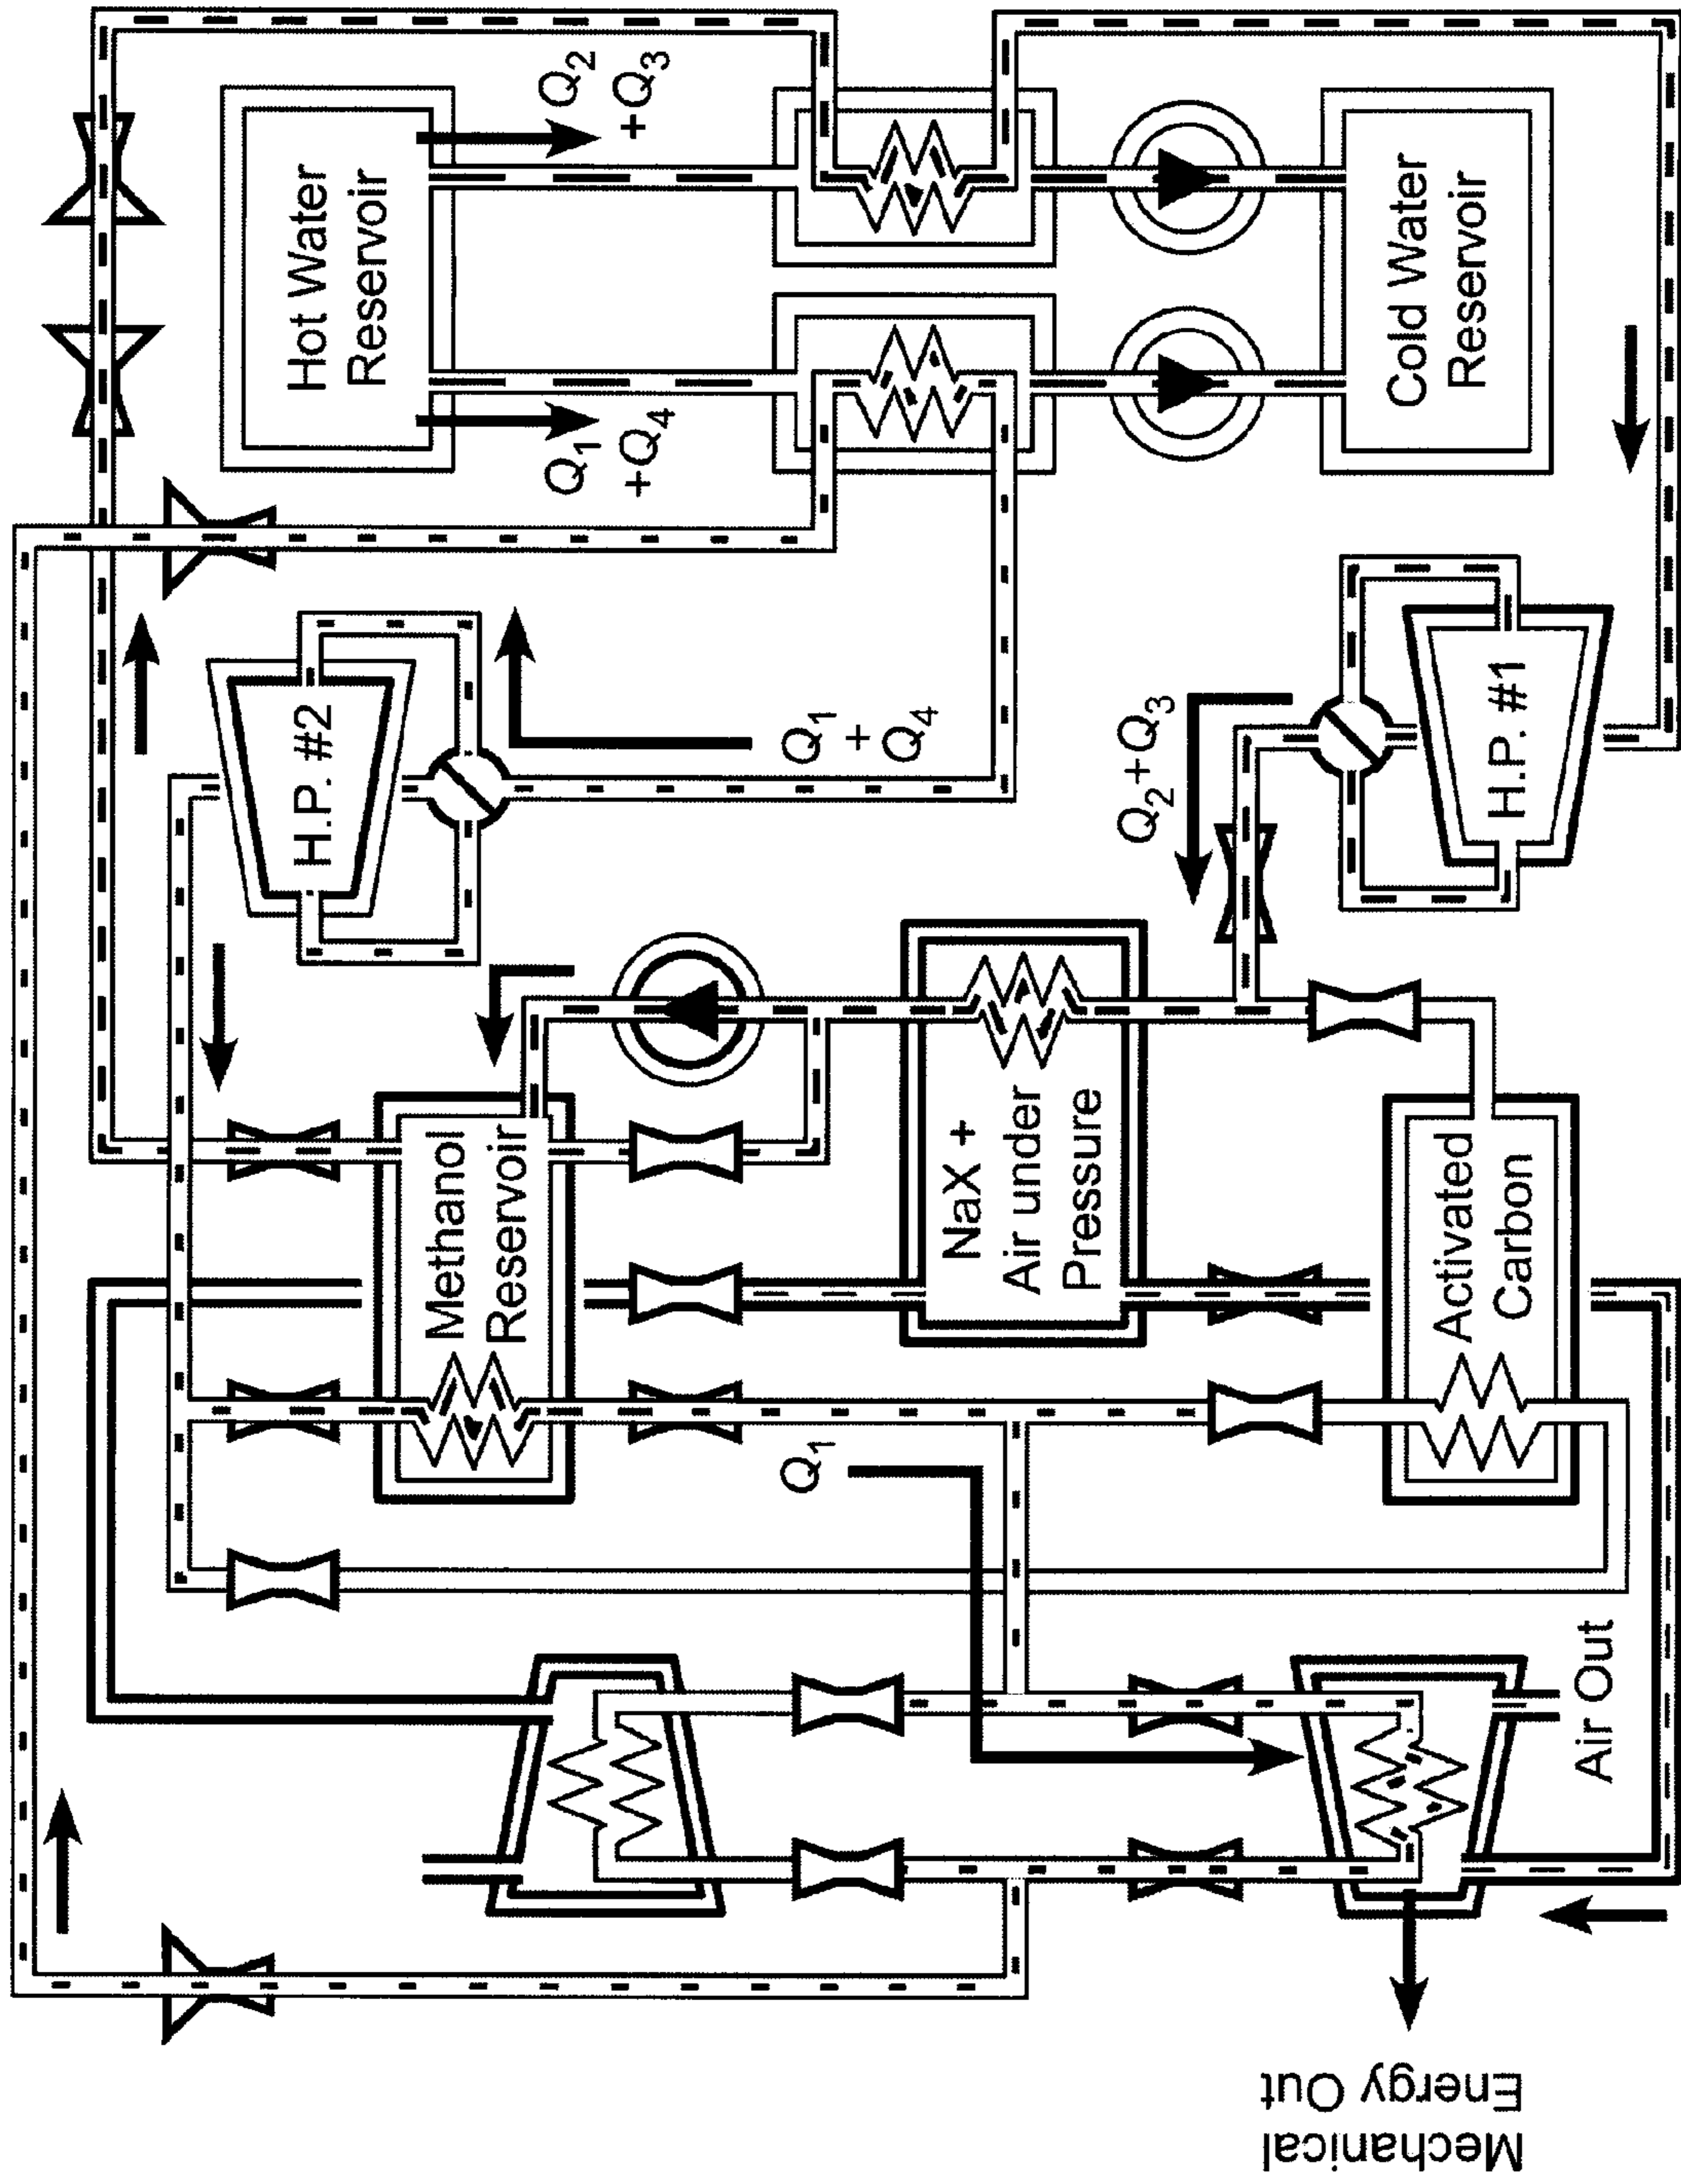 Hot Water
Reservoir
Q2
+Q3
Q1
+Q4
Cold Water
Reservoir
H.P. #2
Q1
+
Q4
Q2+Q3
H.P. #1
Methanol
Reservoir
NaX +
Air under
Pressure
Activated
Carbon
Q1
Air Out
Mechanical
Energy Out